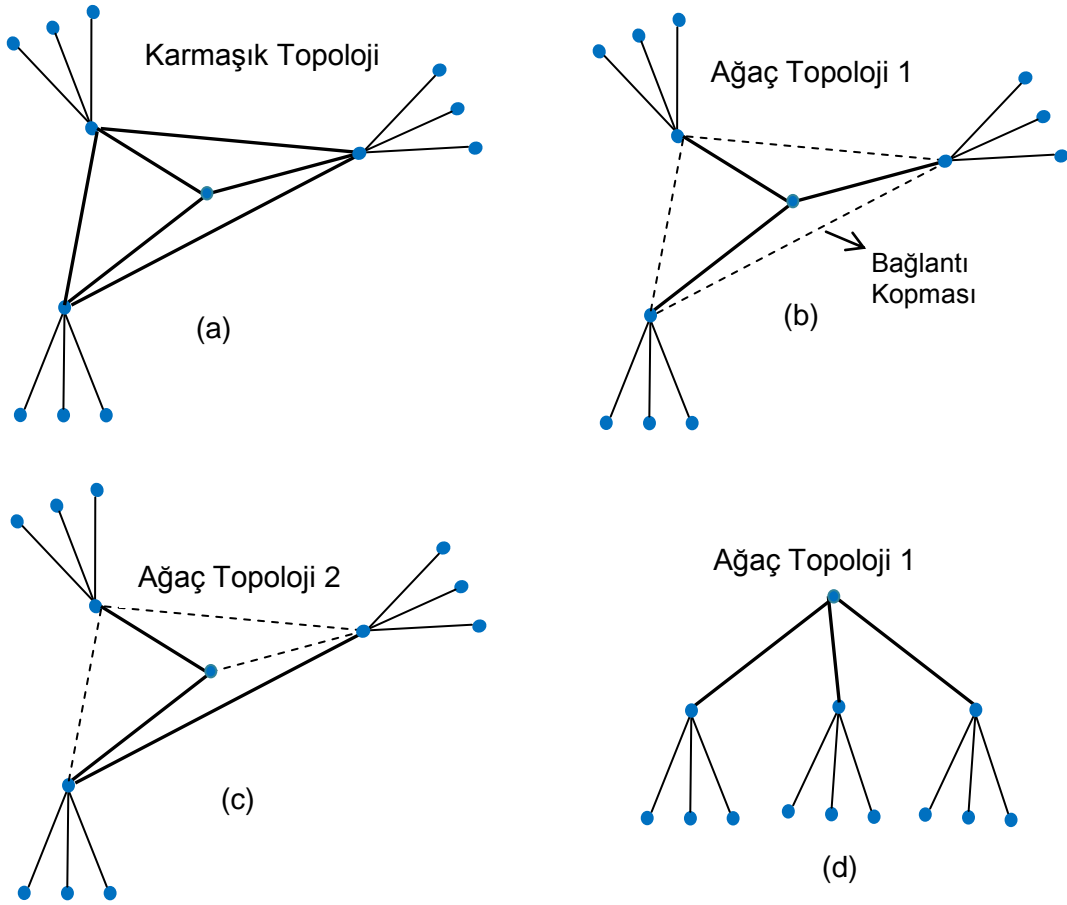 Karmaşık Topoloji
(a)
Ağaç Topoloji 1
Bağlantı
Kopması
(b)
Ağaç Topoloji 2
(c)
Ağaç Topoloji 1
(d)